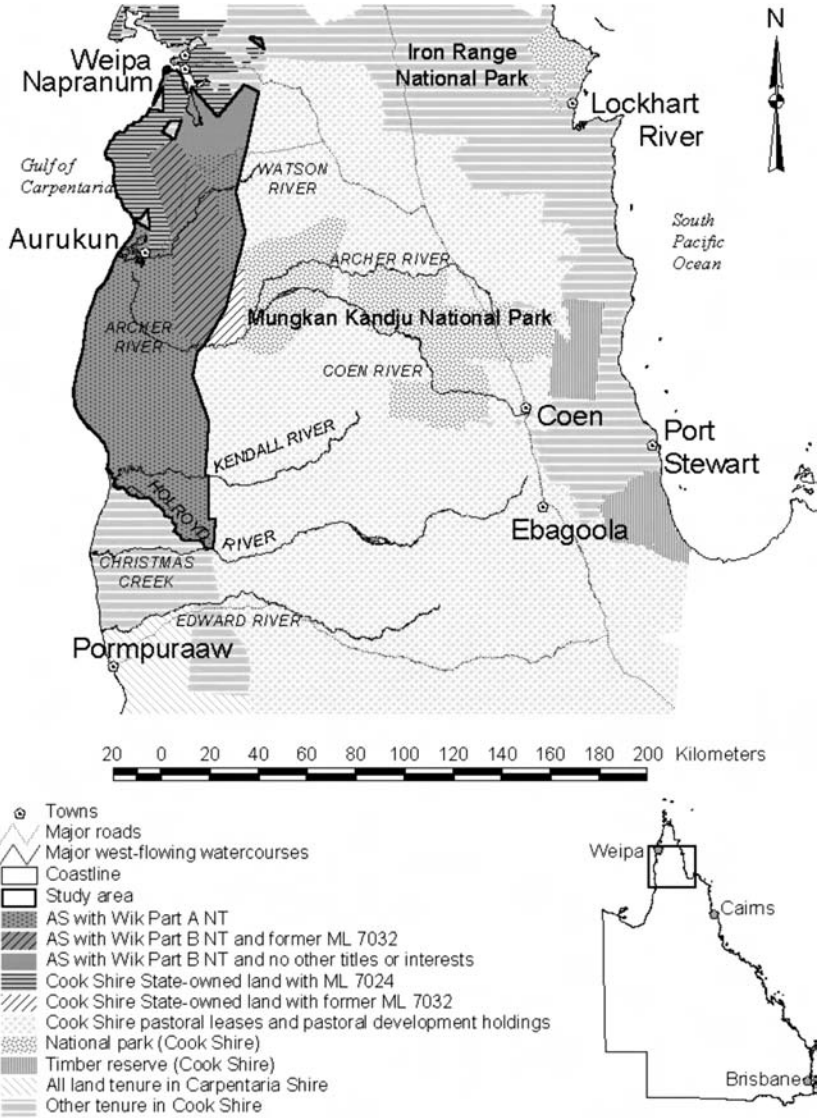 Weipa
Napranum
Iron Range
National Park
N
Lockhart
River
Gulf of
Carpentaria
WATSON
RIVER
South
Pacific
Ocean
Aurukun
ARCHER RIVER
ARCHER
RIVER
Mungkan Kandju National Park
COEN RIVER
Coen
KENDALL RIVER
Port
Stewart
HOLROYD
RIVER
Ebagoola
CHRISTMAS
CREEK
EDWARD RIVER
Pormpuraaw
20 0 20 40 60 80 100 120 140 160 180 200 Kilometers
Towns
Major roads
Major west-flowing watercourses
Coastline
Study area
AS with Wik Part A NT
AS with Wik Part B NT and former ML 7032
AS with Wik Part B NT and no other titles or interests
Cook Shire State-owned land with ML 7024
Cook Shire State-owned land with former ML 7032
Cook Shire pastoral leases and pastoral development holdings
National park (Cook Shire)
Timber reserve (Cook Shire)
All land tenure in Carpentaria Shire
Other tenure in Cook Shire
Weipa
Cairns
Brisbane